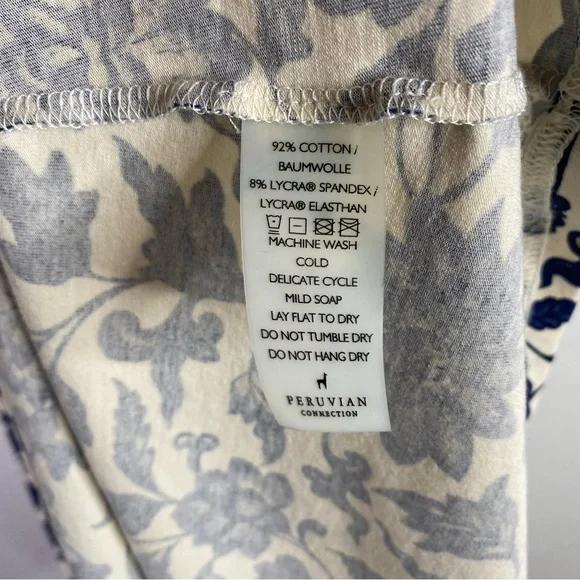 92% COTTON /
BAUMWOLLE
8% LYCRA® SPANDEX /
LYCRA® ELASTHAN
MACHINE WASH
COLD
DELICATE CYCLE
MILD SOAP
LAY FLAT TO DRY
DO NOT TUMBLE DRY
DO NOT HANG DRY
PERUVIAN
CONNECTION